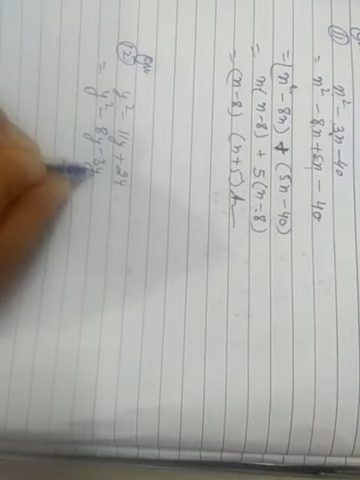 (11) n² - 3n - 40
= n² - 8n + 5n - 40
= (n² - 8n) + (5n - 40)
= n(n-8) + 5(n-8)
= (n-8) (n+5)
(12) y² - 11y + 24
= y² - 8y - 3y